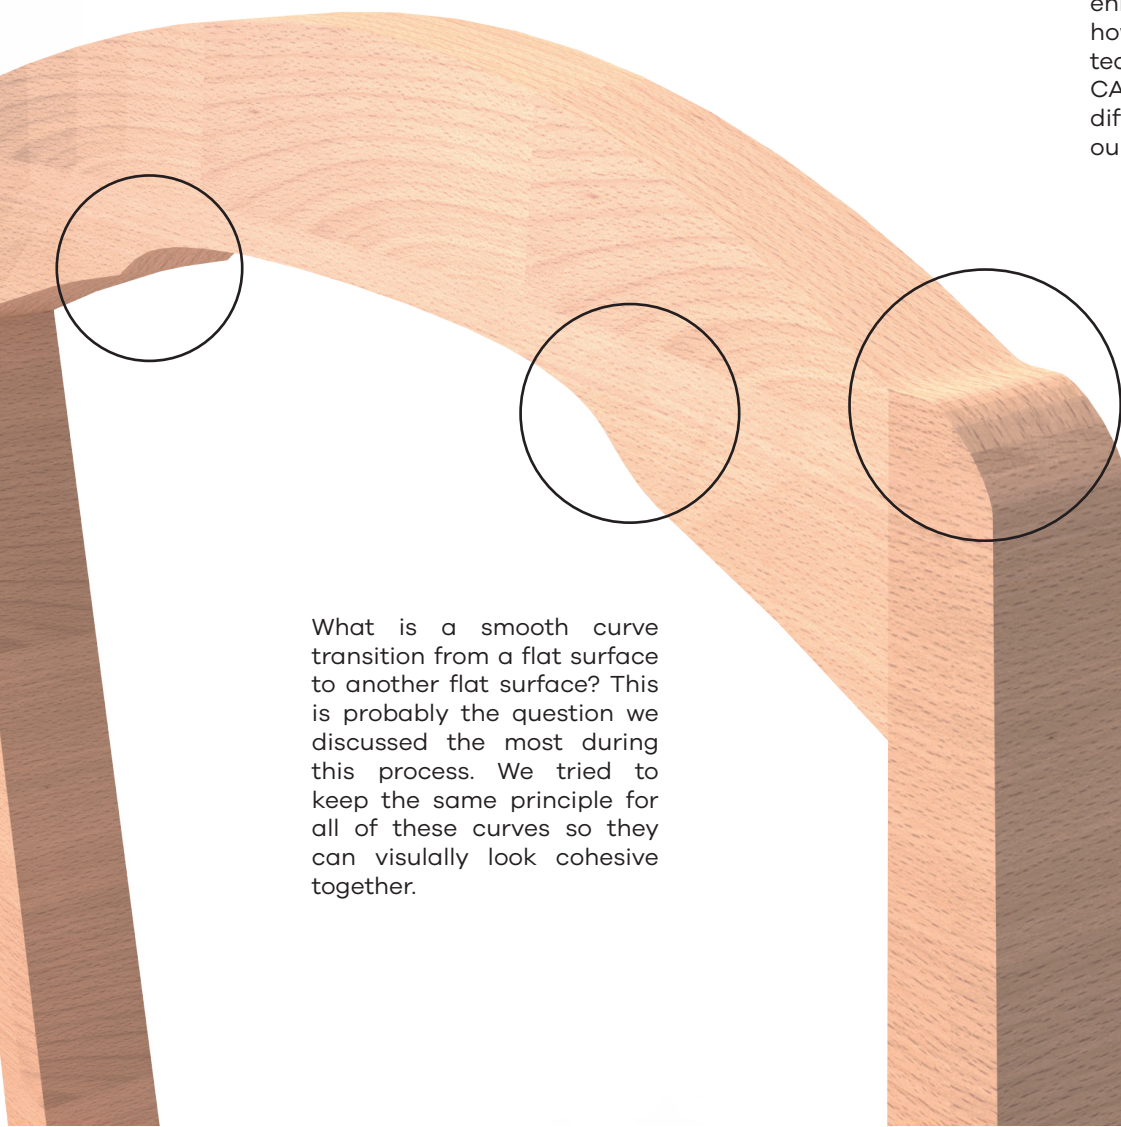 What is a smooth curve
transition from a flat surface
to another flat surface? This
is probably the question we
discussed the most during
this process. We tried to
keep the same principle for
all of these curves so they
can visulally look cohesive
together.